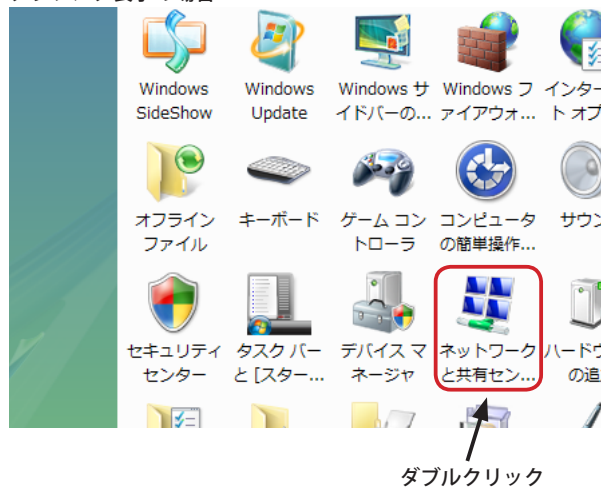 Windows
SideShow
Windows
Update
Windows サ
イドバーの...
Windows フ
ァイアウォ...
インター
ト オプ
オフライン
ファイル
キーボード
ゲーム コン
トローラ
コンピュータ
の簡単操作...
サウン
セキュリティ
センター
タスク バー
と [スター...
デバイス マ
ネージャ
ネットワーク
と共有セン...
ハードウ
の追
ダブルクリック